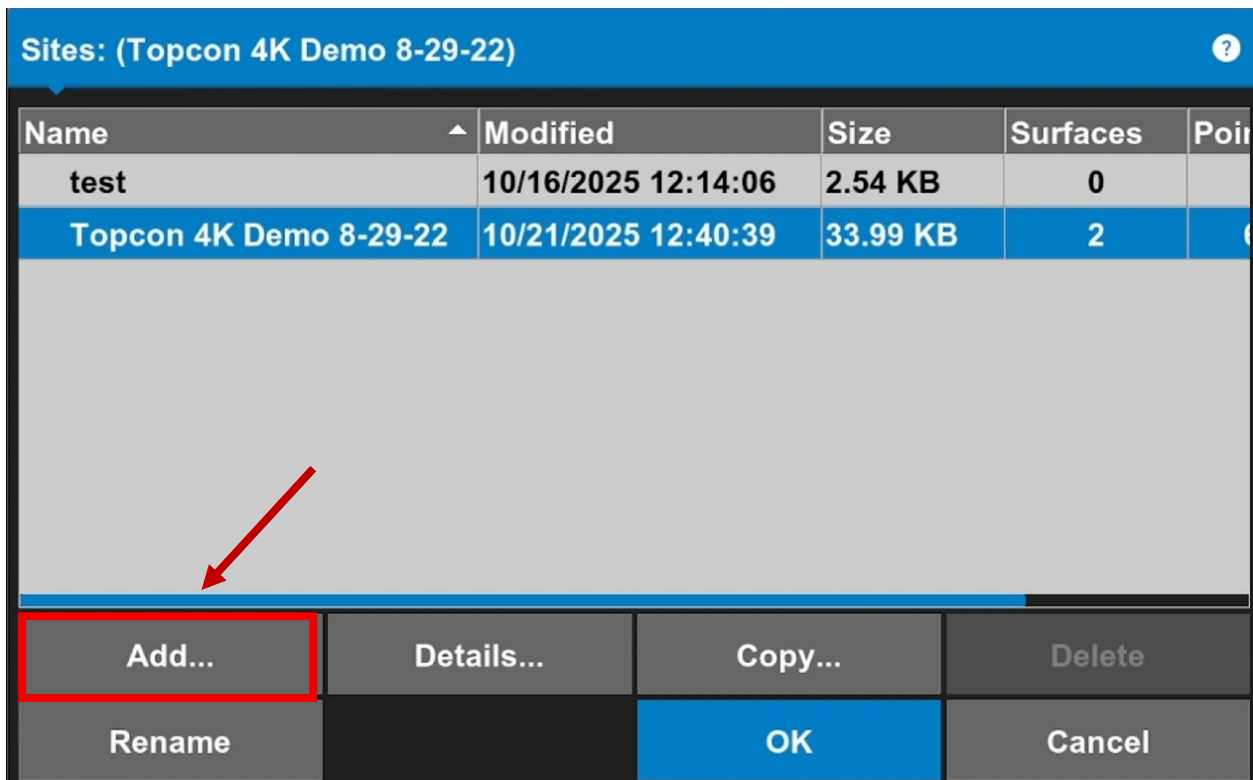 Sites: (Topcon 4K Demo 8-29-22) ?
Name Modified Size Surfaces
test 10/16/2025 12:14:06 2.54 KB 0
Topcon 4K Demo 8-29-22 10/21/2025 12:40:39 33.99 KB 2
Add... Details... Copy... Delete
Rename OK Cancel